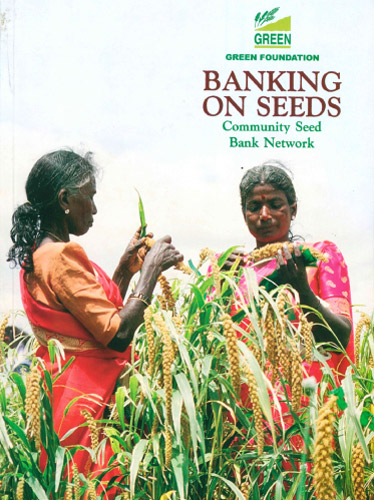 GREEN
GREEN FOUNDATION
BANKING
ON SEEDS
Community Seed
Bank Network